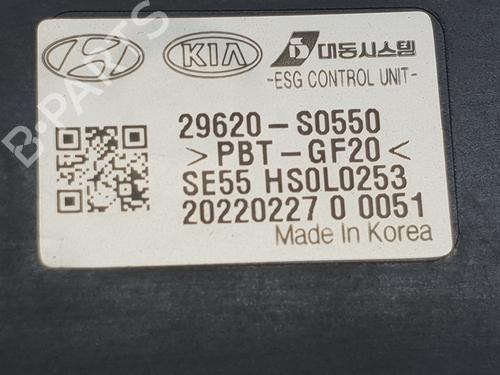 KIA 대동시스템
-ESG CONTROL UNIT-
29620-S0550
>PBT-GF20<
SE55 HS0L0253
20220227 0 0051
Made In Korea
B-PARTS